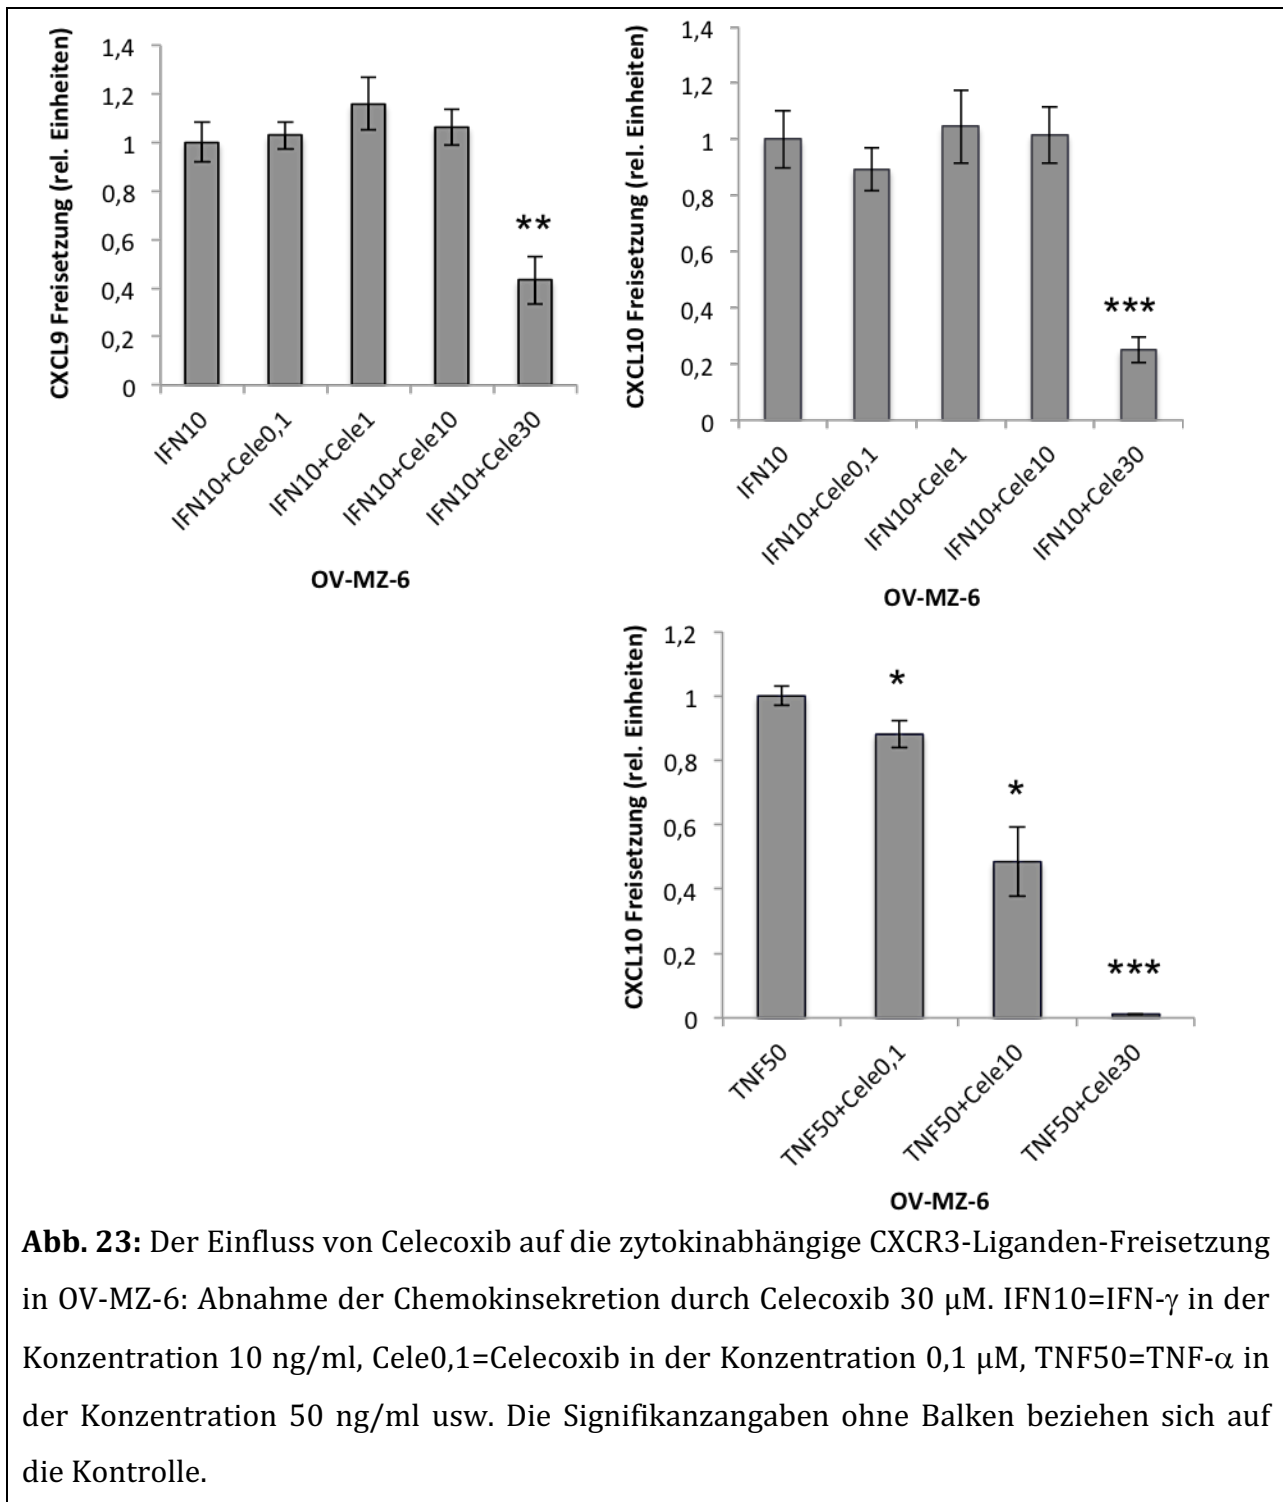 CXCL9 Freisetzung (rel. Einheiten)
1,4
1,2
1
0,8
0,6
0,4
0,2
0
**
IFN10
IFN10+Cele0,1
IFN10+Cele1
IFN10+Cele10
IFN10+Cele30
OV-MZ-6
CXCL10 Freisetzung (rel. Einheiten)
1,4
1,2
1
0,8
0,6
0,4
0,2
0
***
IFN10
IFN10+Cele0,1
IFN10+Cele1
IFN10+Cele10
IFN10+Cele30
OV-MZ-6
CXCL10 Freisetzung (rel. Einheiten)
1,2
1
0,8
0,6
0,4
0,2
0
*
*
***
TNF50
TNF50+Cele0,1
TNF50+Cele10
TNF50+Cele30
OV-MZ-6
Abb. 23: Der Einfluss von Celecoxib auf die zytokinabhängige CXCR3-Liganden-Freisetzung
in OV-MZ-6: Abnahme der Chemokinsekretion durch Celecoxib 30 μM. IFN10=IFN-γ in der
Konzentration 10 ng/ml, Cele0,1=Celecoxib in der Konzentration 0,1 μM, TNF50=TNF-α in
der Konzentration 50 ng/ml usw. Die Signifikanzangaben ohne Balken beziehen sich auf
die Kontrolle.